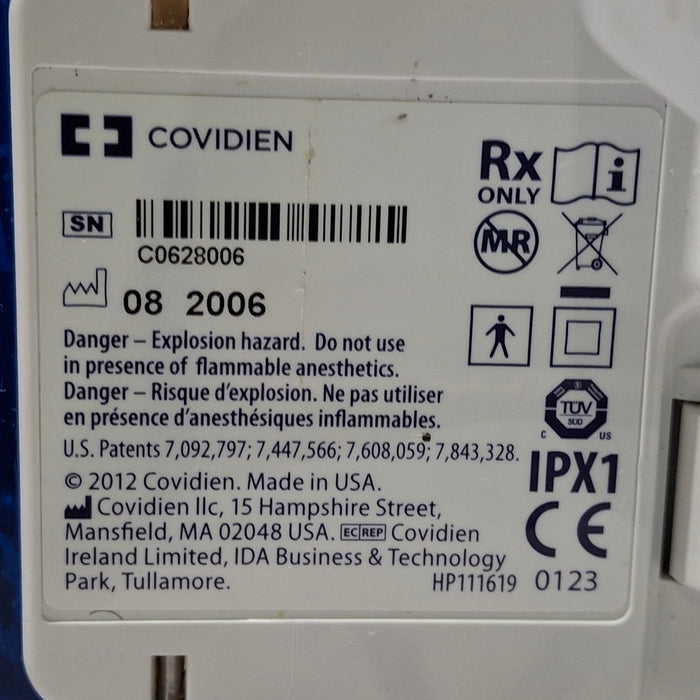 COVIDIEN
Rx
ONLY
i
SN
C0628006
MR
08 2006
Danger – Explosion hazard. Do not use
in presence of flammable anesthetics.
Danger – Risque d'explosion. Ne pas utiliser
en présence d'anesthésiques inflammables.
U.S. Patents 7,092,797; 7,447,566; 7,608,059; 7,843,328.
© 2012 Covidien. Made in USA.
Covidien llc, 15 Hampshire Street,
Mansfield, MA 02048 USA. EC REP Covidien
Ireland Limited, IDA Business & Technology
Park, Tullamore. HP111619
TÜV
SÜD
C US
IPX1
CE
0123